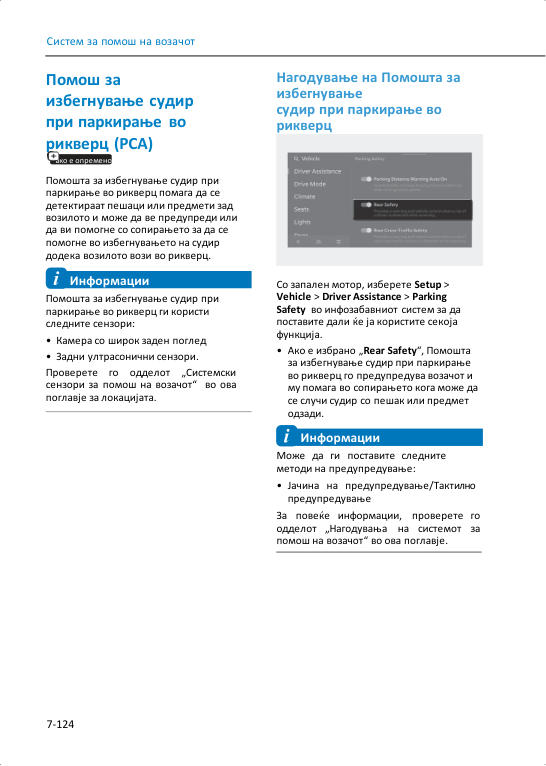 Систем за помош на возачот
Помош за
избегнување судир
при паркирање во
рикверц (PCA)
ако е опремено
Помошта за избегнување судир при
паркирање во рикверц помага да се
детектираат пешаци или предмети зад
возилото и може да ве предупреди или
да ви помогне со сопирањето за да се
помогне во избегнувањето на судир
додека возилото вози во рикверц.
i Информации
Помошта за избегнување судир при
паркирање во рикверц ги користи
следните сензори:
• Камера со широк заден поглед
• Задни ултрасонични сензори.
Проверете го одделот „Системски
сензори за помош на возачот“ во ова
поглавје за локацијата.
Нагодување на Помошта за
избегнување
судир при паркирање во
рикверц
Vehicle
Parking Safety
Driver Assistance
Drive Mode
Climate
Seats
Lights
Parking Distance Warning Auto On
Rear Safety
Rear Cross-Traffic Safety
Со запален мотор, изберете Setup >
Vehicle > Driver Assistance > Parking
Safety во инфозабавниот систем за да
поставите дали ќе ја користите секоја
функција.
• Ако е избрано „Rear Safety“, Помошта
за избегнување судир при паркирање
во рикверц го предупредува возачот и
му помага во сопирањето кога може да
се случи судир со пешак или предмет
одзади.
i Информации
Може да ги поставите следните
методи на предупредување:
• Јачина на предупредување/Тактилно
предупредување
За повеќе информации, проверете го
одделот „Нагодувања на системот за
помош на возачот“ во ова поглавје.
7-124